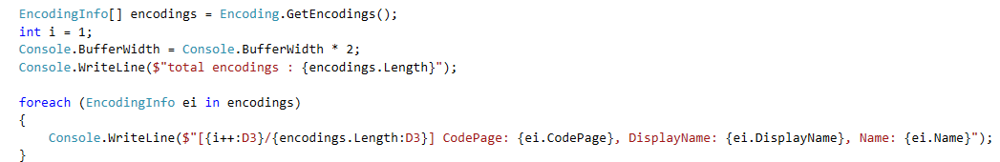 EncodingInfo[] encodings = Encoding.GetEncodings();
int i = 1;
Console.BufferWidth = Console.BufferWidth * 2;
Console.WriteLine($"total encodings : {encodings.Length}");

foreach (EncodingInfo ei in encodings)
{
    Console.WriteLine($"[{i++:D3}/{encodings.Length:D3}] CodePage: {ei.CodePage}, DisplayName: {ei.DisplayName}, Name: {ei.Name}");
}